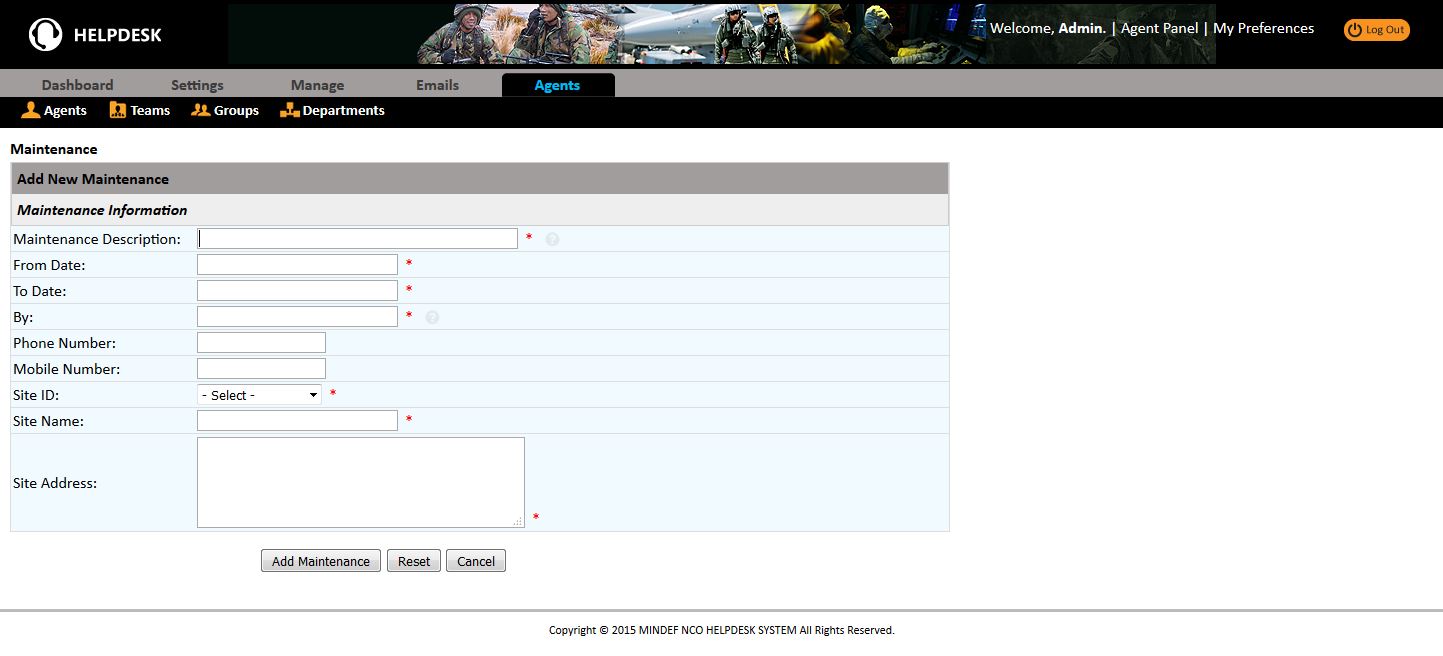 HELPDESK
Welcome, Admin. | Agent Panel | My Preferences
Log Out
Dashboard Settings Manage Emails Agents
Agents Teams Groups Departments
Maintenance
Add New Maintenance
Maintenance Information
Maintenance Description: * ?
From Date: *
To Date: *
By: * ?
Phone Number:
Mobile Number:
Site ID: - Select - *
Site Name: *
Site Address: *
Add Maintenance Reset Cancel
Copyright © 2015 MINDEF NCO HELPDESK SYSTEM All Rights Reserved.